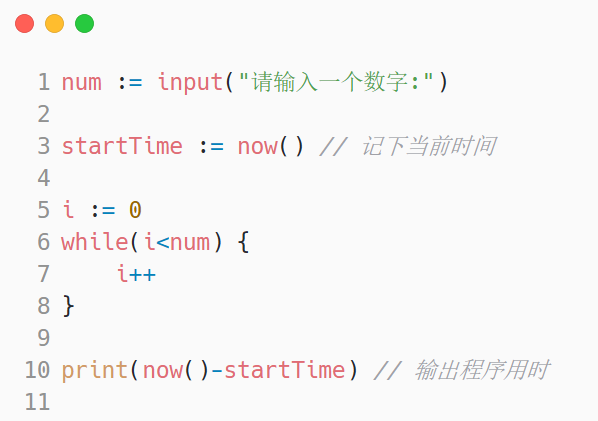 1 num := input("请输入一个数字:")
2
3 startTime := now() // 记下当前时间
4
5 i := 0
6 while(i<num) {
7     i++
8 }
9
10 print(now()-startTime) // 输出程序用时
11